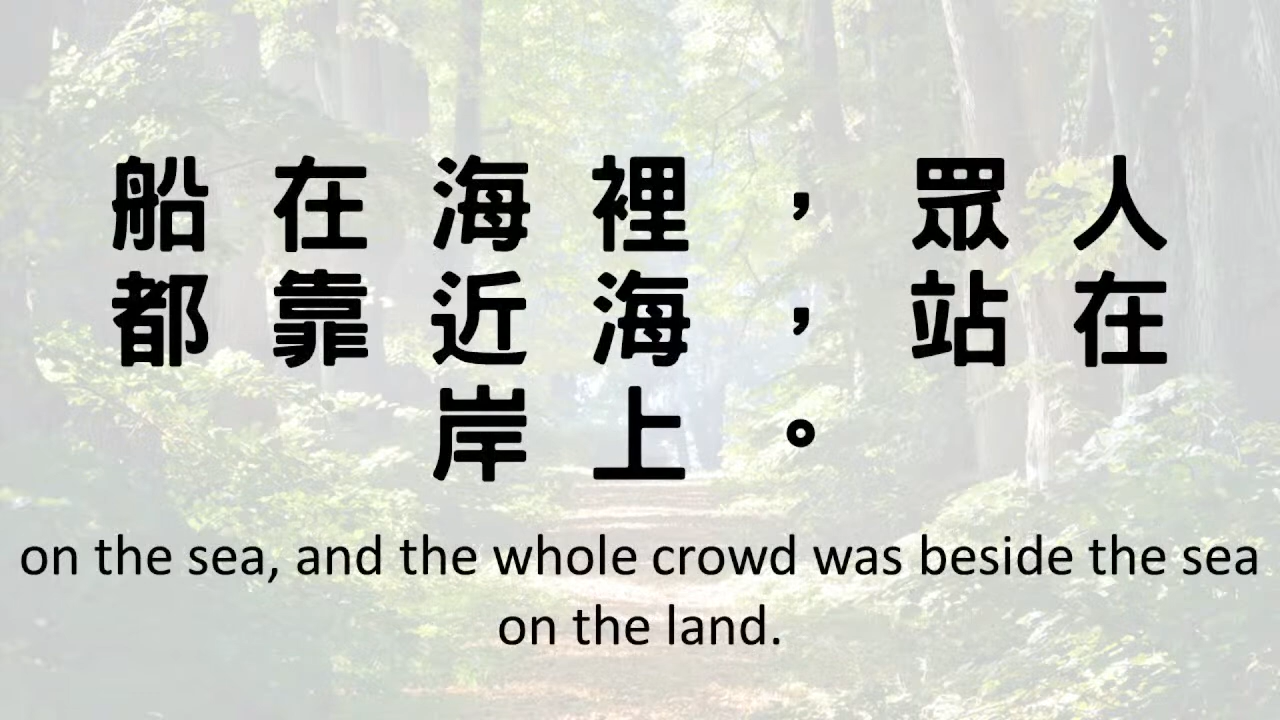 船在海裡，眾人
都靠近海，站在
岸上。
on the sea, and the whole crowd was beside the sea
on the land.